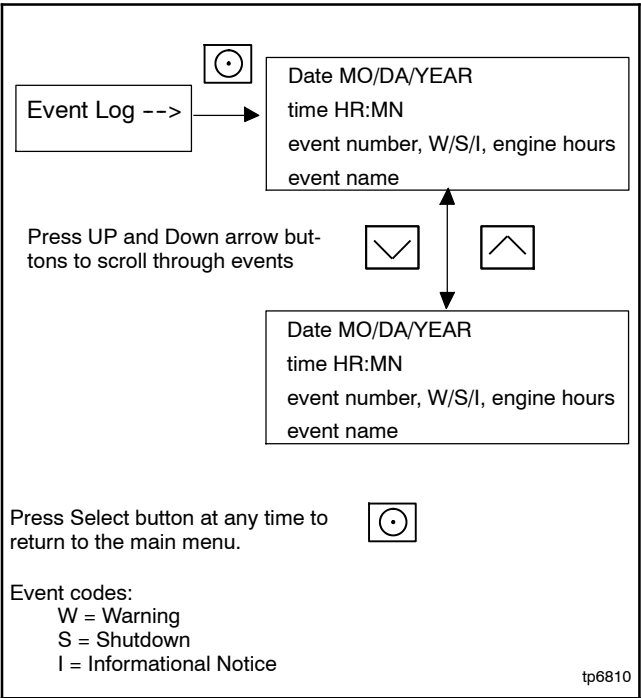 Event Log -->
Date MO/DA/YEAR
time HR:MN
event number, W/S/I, engine hours
event name
Press UP and Down arrow but-
tons to scroll through events
Date MO/DA/YEAR
time HR:MN
event number, W/S/I, engine hours
event name
Press Select button at any time to
return to the main menu.
Event codes:
W = Warning
S = Shutdown
I = Informational Notice
tp6810